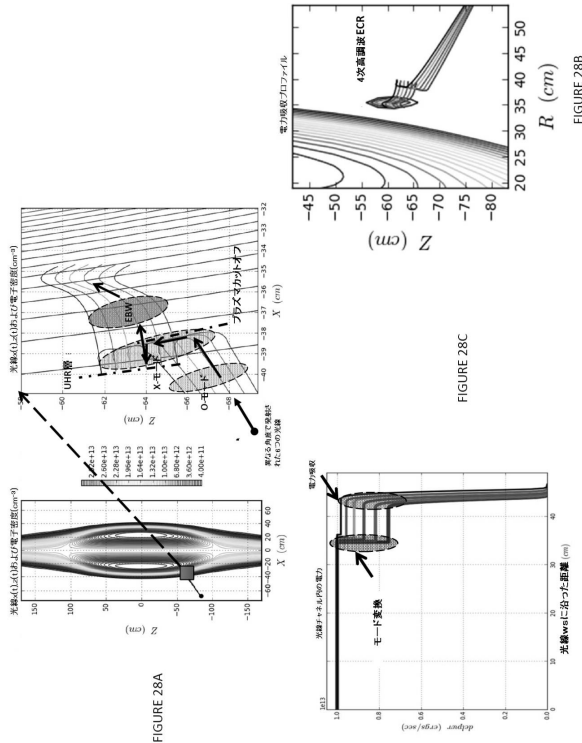 FIGURE 28A
光線x(t),z(t)および電子密度(cm⁻³)
Z (cm)
150
100
50
0
−50
−100
−150
−60
−40
−20
0
20
40
60
X (cm)
2.60e+13
2.28e+13
1.96e+13
1.64e+13
1.32e+13
1.00e+13
6.80e+12
3.60e+12
4.00e+11
光線x(t),z(t)および電子密度(cm⁻³)
Z (cm)
−60
−62
−64
−66
−68
−40
−39
−38
−37
−36
−35
−34
−33
−32
X (cm)
UHR層
X-モード
O-モード
EBW
プラズマカットオフ
異なる角度で発射さ
れた6つの光線
FIGURE 28B
電力吸収プロファイル
4次高調波 ECR
Z (cm)
−45
−50
−55
−60
−65
−70
−75
−80
20
25
30
35
40
45
50
R (cm)
FIGURE 28C
光線チャネル内の電力
電力吸収
モード変換
1e13
delpwr (ergs/sec)
1.0
0.8
0.6
0.4
0.2
0.0
0
10
20
30
40
光線wsに沿った距離 (cm)